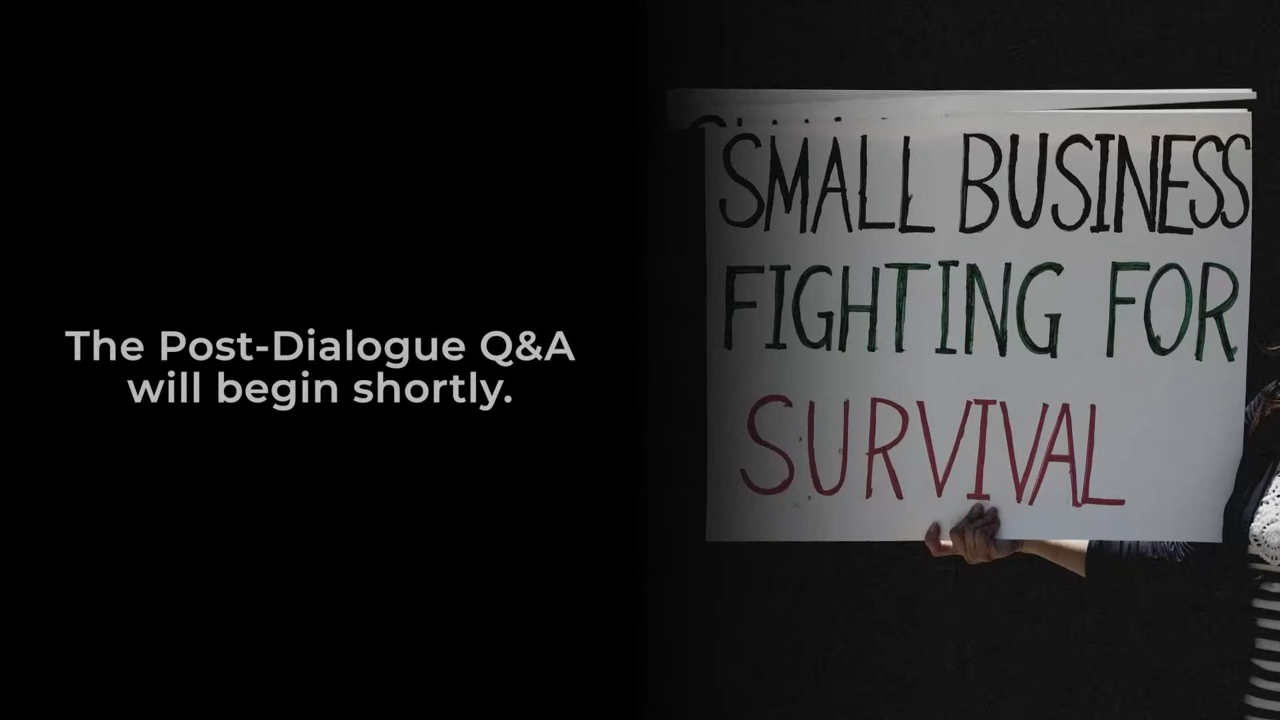 The Post-Dialogue Q&A
will begin shortly.
SMALL BUSINESS
FIGHTING FOR
SURVIVAL